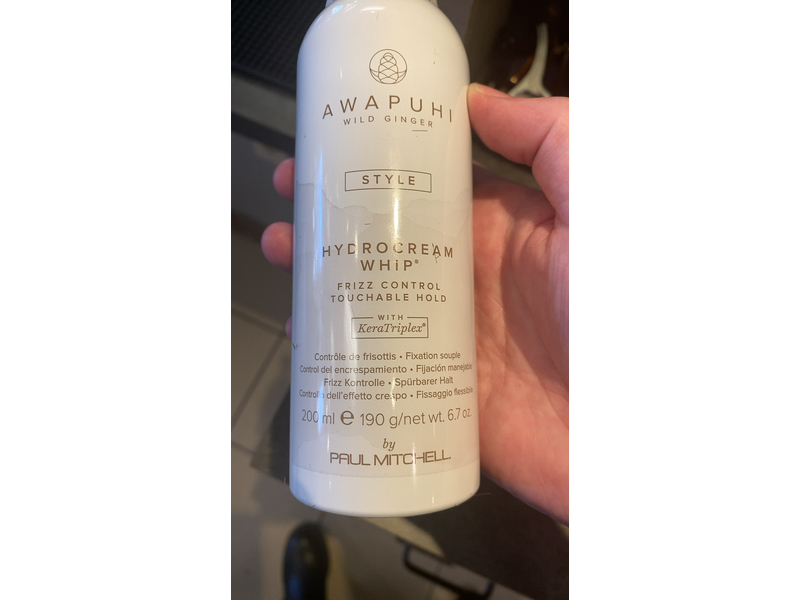 AWAPUHI
WILD GINGER
STYLE
HYDROCREAM
WHiP®
FRIZZ CONTROL
TOUCHABLE HOLD
WITH
KeraTriplex®
Contrôle de frisottis • Fixation souple
Control del encrespamiento • Fijación manejable
Frizz Kontrolle • Spürbarer Halt
Controllo dell'effetto crespo • Fissaggio flessibile
200 ml e 190 g/net wt. 6.7 oz.
by
PAUL MITCHELL